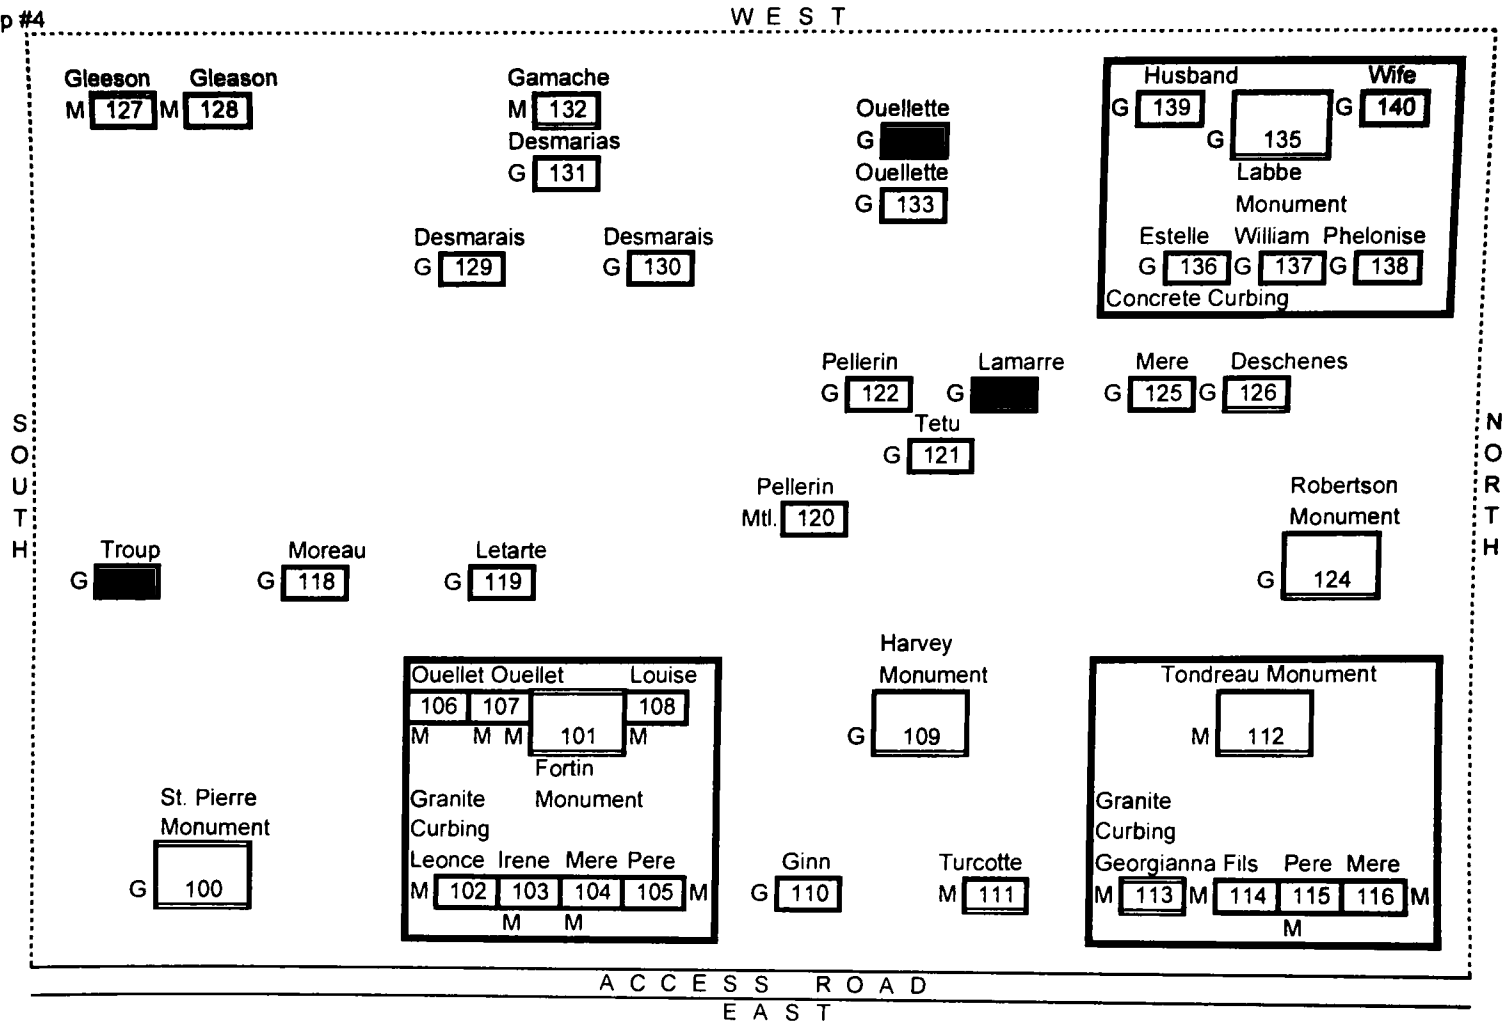 p #4
W E S T
Gleeson Gleason
M 127 M 128
Gamache
M 132
Desmarias
G 131
Desmarais Desmarais
G 129 G 130
Ouellette
G
Ouellette
G 133
Husband Wife
G 139 G 135 G 140
Labbe
Monument
Estelle William Phelonise
G 136 G 137 G 138
Concrete Curbing
Pellerin Lamarre Mere Deschenes
G 122 G G 125 G 126
Tetu
G 121
Pellerin
Mtl. 120
SOUTH
NORTH
Robertson
Monument
G 124
Troup Moreau Letarte
G G 118 G 119
Ouellet Ouellet Louise
106 107 108
M M M 101 M
Fortin
Monument
Granite
Curbing
Leonce Irene Mere Pere
M 102 103 104 105 M
M M
Harvey
Monument
G 109
Tondreau Monument
M 112
Granite
Curbing
Georgianna Fils Pere Mere
M 113 M 114 115 116 M
M
St. Pierre
Monument
G 100
Ginn Turcotte
G 110 M 111
A C C E S S R O A D
E A S T